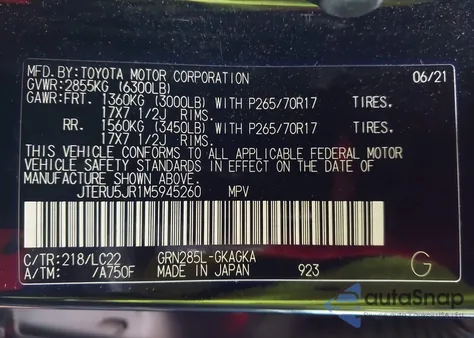 MFD.BY:TOYOTA MOTOR CORPORATION 06/21
GVWR:2855KG (6300LB)
GAWR:FRT. 1360KG (3000LB) WITH P265/70R17 TIRES.
17X7 1/2J RIMS.
RR. 1560KG (3450LB) WITH P265/70R17 TIRES.
17X7 1/2J RIMS.
THIS VEHICLE CONFORMS TO ALL APPLICABLE FEDERAL MOTOR
VEHICLE SAFETY STANDARDS IN EFFECT ON THE DATE OF
MANUFACTURE SHOWN ABOVE.
JTERU5JR1M5945260 MPV
C/TR:218/LC22 GRN285L-GKAGKA
A/TM: /A750F MADE IN JAPAN 923 G
autoSnap